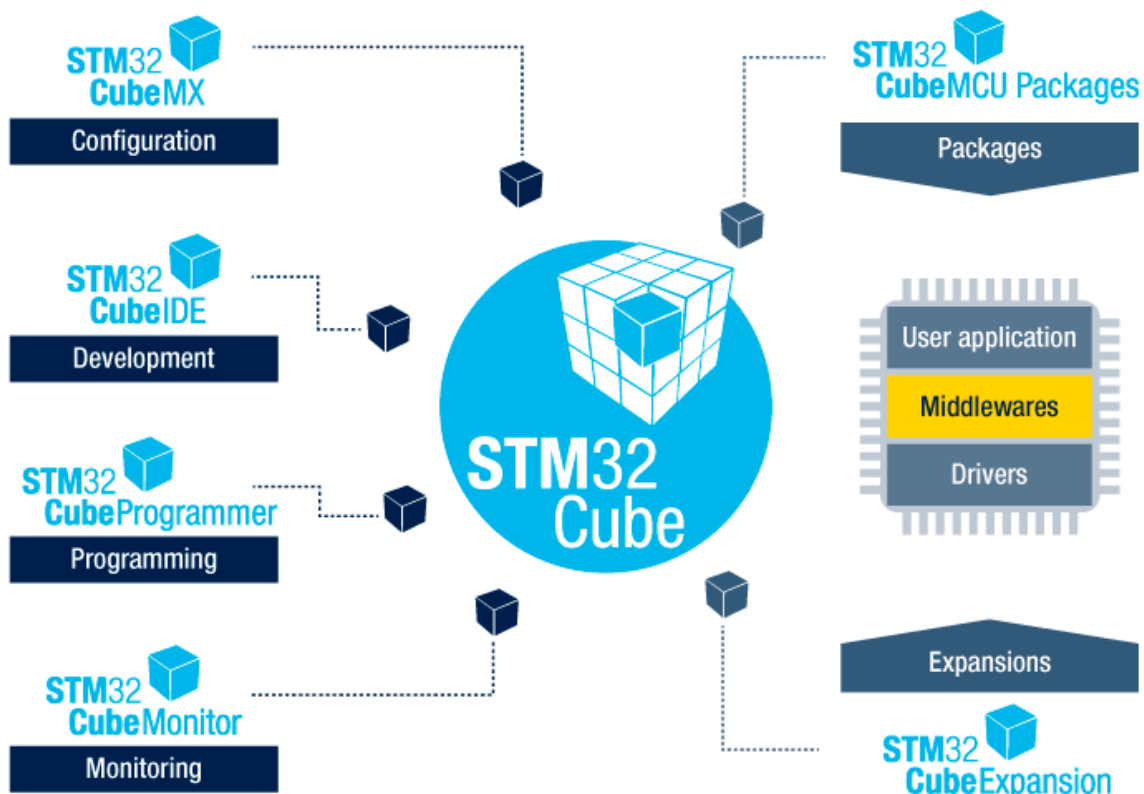 STM32
CubeMX
Configuration
STM32
CubeIDE
Development
STM32
CubeProgrammer
Programming
STM32
CubeMonitor
Monitoring
STM32
Cube
STM32
CubeMCU Packages
Packages
User application
Middlewares
Drivers
Expansions
STM32
CubeExpansion